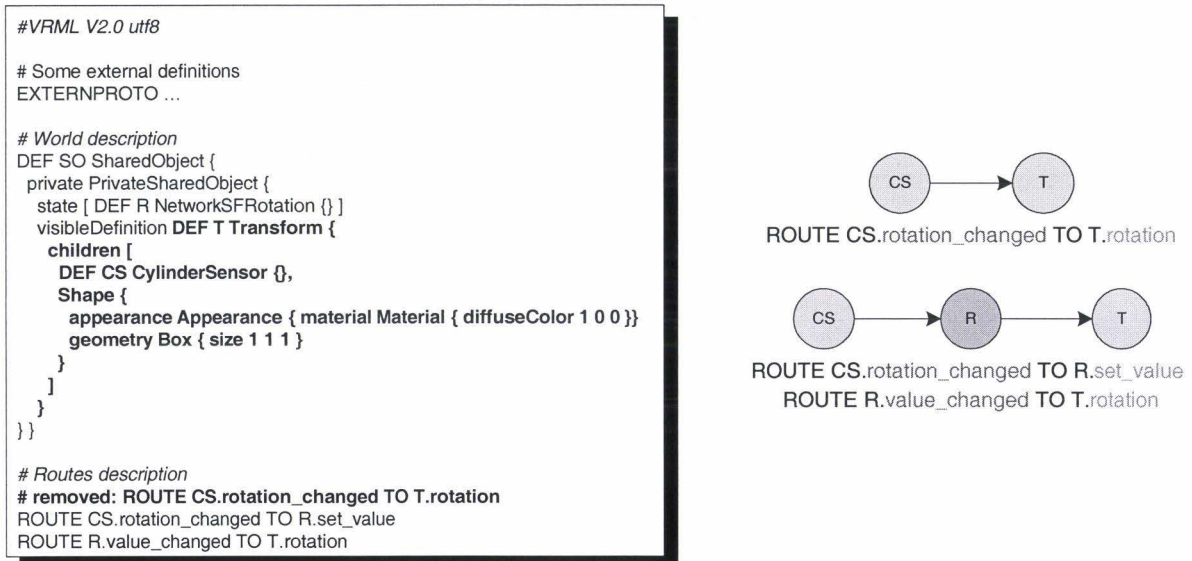 #VRML V2.0 utf8
# Some external definitions
EXTERNPROTO ...
# World description
DEF SO SharedObject {
private PrivateSharedObject {
state [ DEF R NetworkSFRotation {} ]
visibleDefinition DEF T Transform {
children [
DEF CS CylinderSensor {},
Shape {
appearance Appearance { material Material { diffuseColor 1 0 0 }}
geometry Box { size 1 1 1 }
}
]
}
} }
# Routes description
# removed: ROUTE CS.rotation_changed TO T.rotation
ROUTE CS.rotation_changed TO R.set_value
ROUTE R.value_changed TO T.rotation
CS T
ROUTE CS.rotation_changed TO T.rotation
CS R T
ROUTE CS.rotation_changed TO R.set_value
ROUTE R.value_changed TO T.rotation